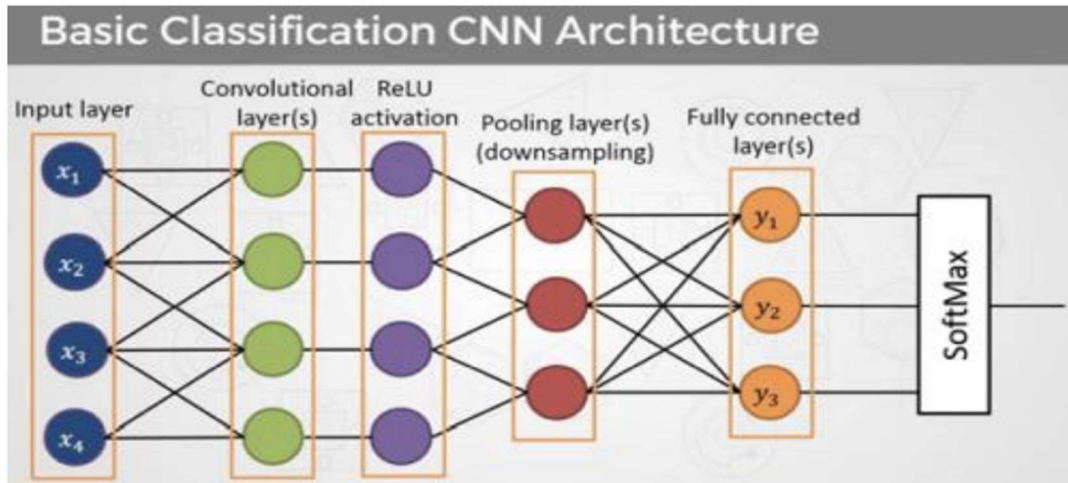 Basic Classification CNN Architecture
Input layer
Convolutional
layer(s)
ReLU
activation
Pooling layer(s)
(downsampling)
Fully connected
layer(s)
x₁
x₂
x₃
x₄
y₁
y₂
y₃
SoftMax